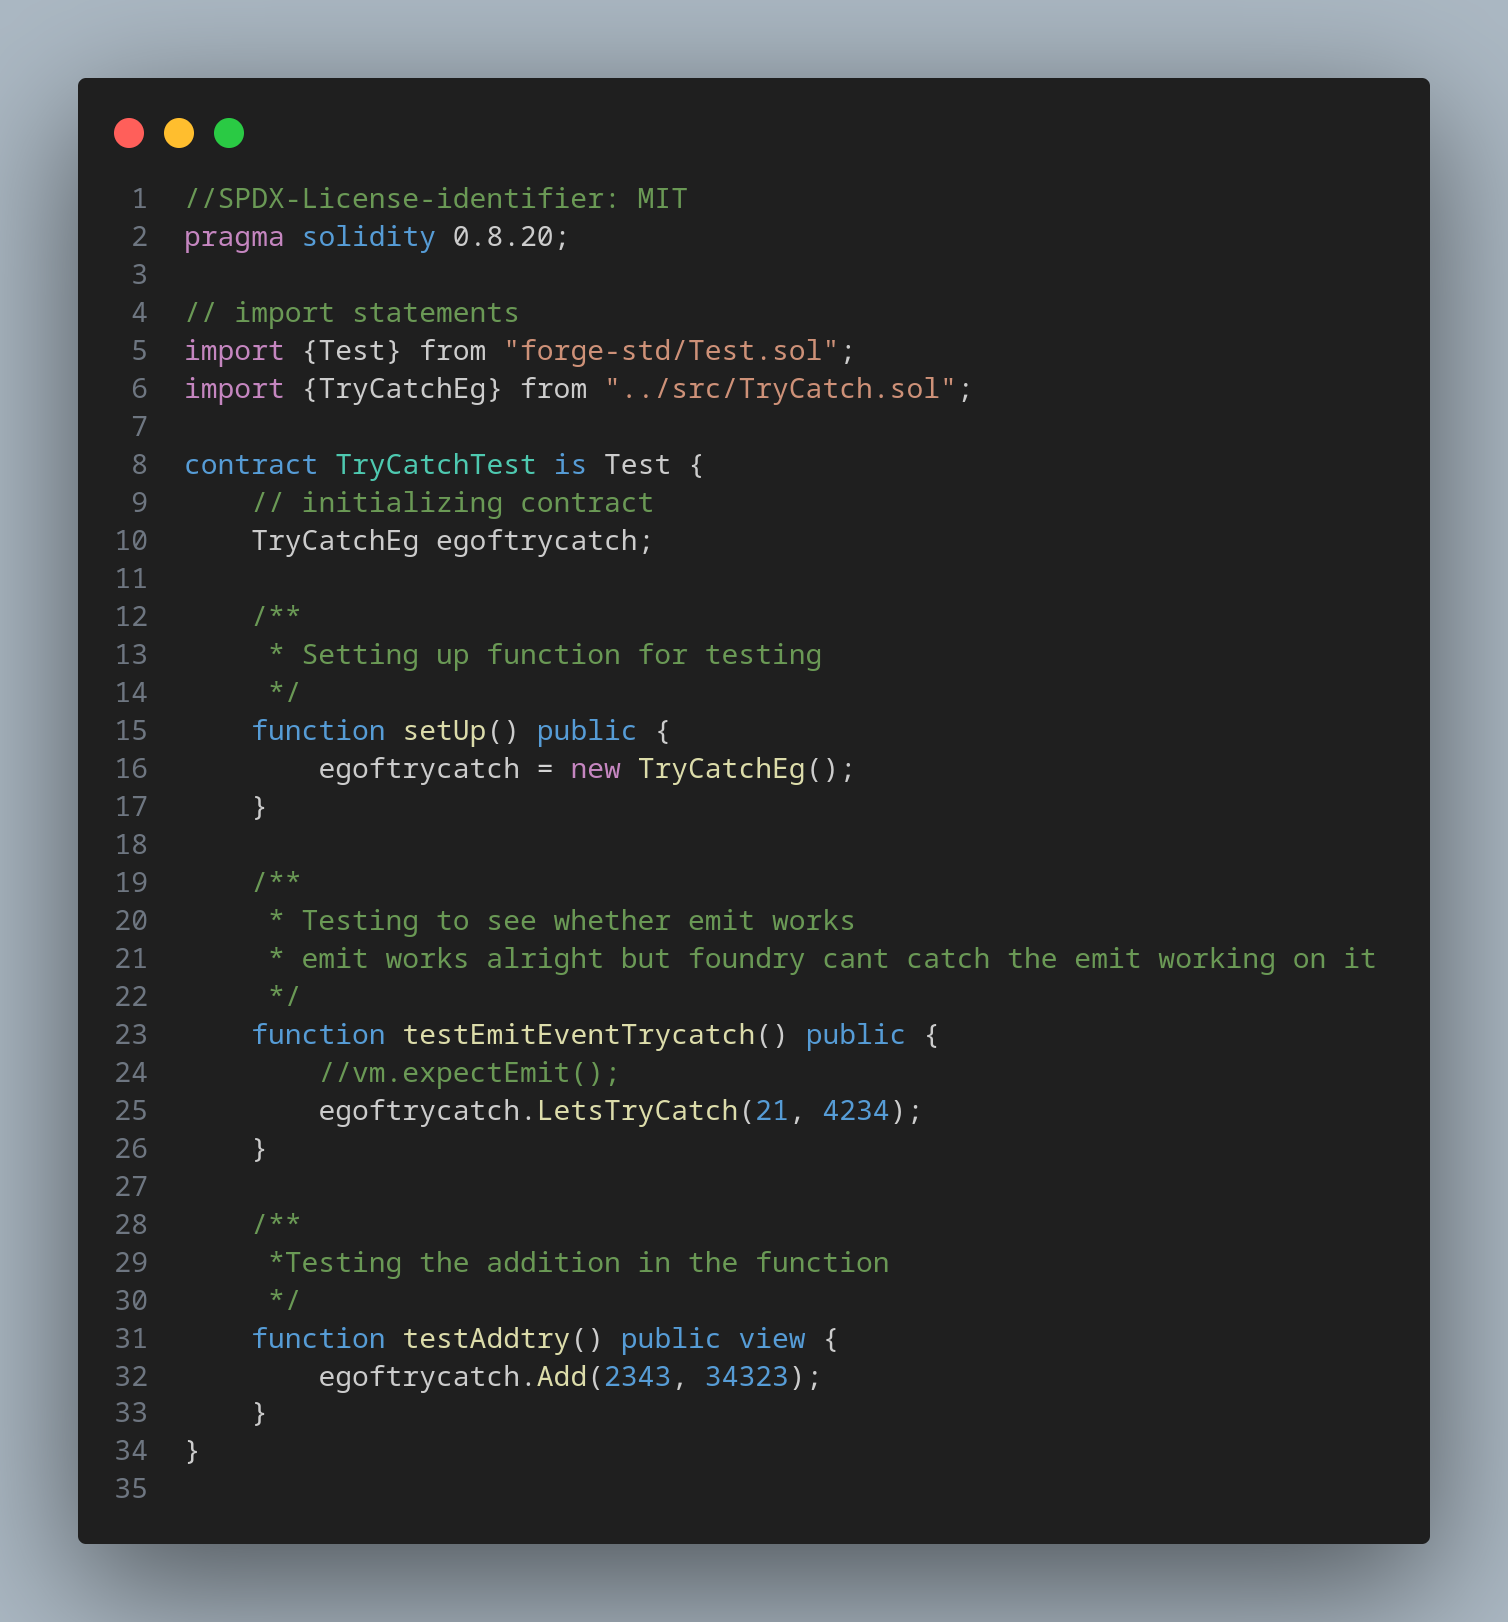 1 //SPDX-License-identifier: MIT
2 pragma solidity 0.8.20;
3
4 // import statements
5 import {Test} from "forge-std/Test.sol";
6 import {TryCatchEg} from "../src/TryCatch.sol";
7
8 contract TryCatchTest is Test {
9     // initializing contract
10     TryCatchEg egoftrycatch;
11
12     /**
13      * Setting up function for testing
14      */
15     function setUp() public {
16         egoftrycatch = new TryCatchEg();
17     }
18
19     /**
20      * Testing to see whether emit works
21      * emit works alright but foundry cant catch the emit working on it
22      */
23     function testEmitEventTrycatch() public {
24         //vm.expectEmit();
25         egoftrycatch.LetsTryCatch(21, 4234);
26     }
27
28     /**
29      *Testing the addition in the function
30      */
31     function testAddtry() public view {
32         egoftrycatch.Add(2343, 34323);
33     }
34 }
35